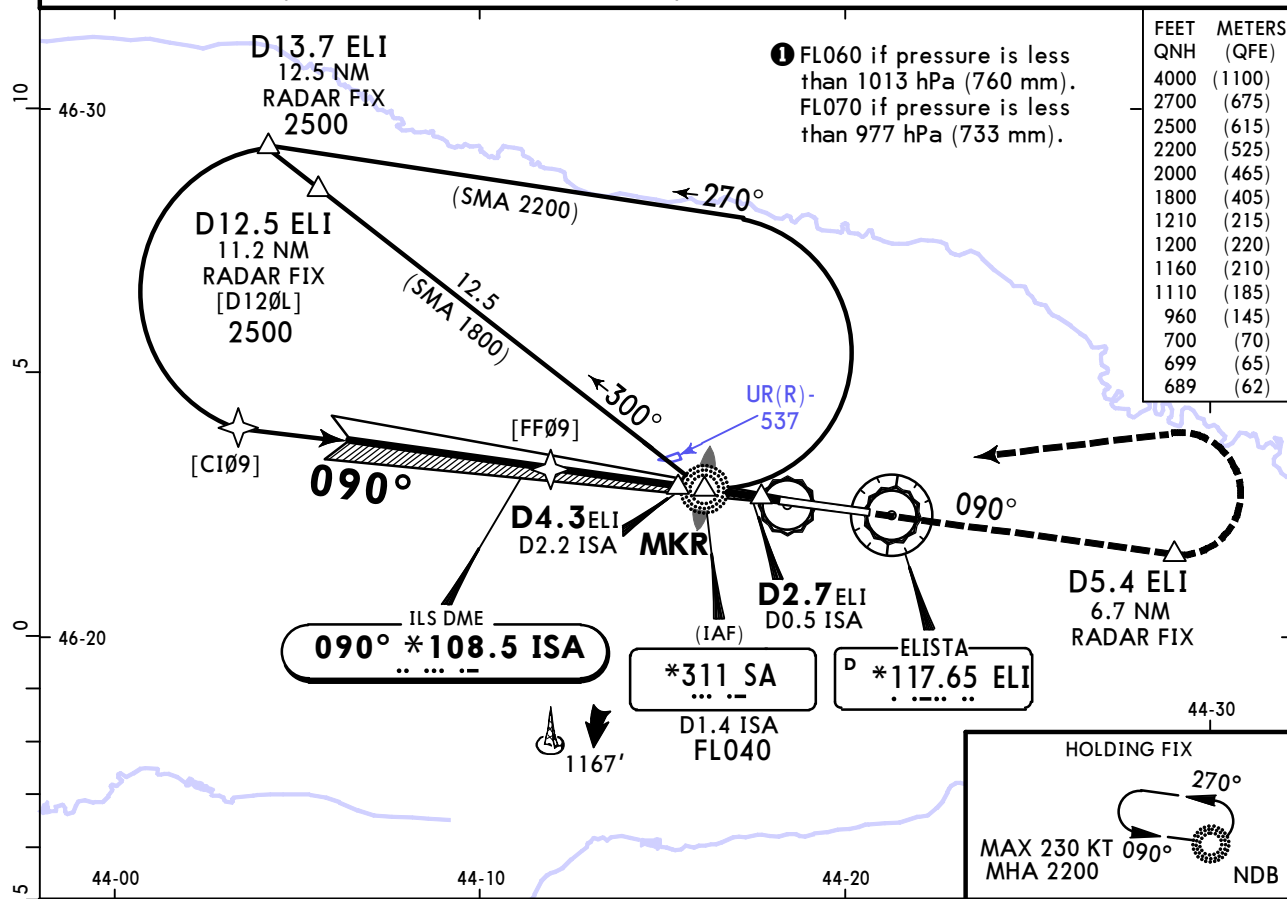 ❶ FL060 if pressure is less
than 1013 hPa (760 mm).
FL070 if pressure is less
than 977 hPa (733 mm).
FEET METERS
QNH (QFE)
4000 (1100)
2700 (675)
2500 (615)
2200 (525)
2000 (465)
1800 (405)
1210 (215)
1200 (220)
1160 (210)
1110 (185)
960 (145)
700 (70)
699 (65)
689 (62)
10
5
0
5
46-30
46-20
D13.7 ELI
12.5 NM
RADAR FIX
2500
D12.5 ELI
11.2 NM
RADAR FIX
[D120L]
2500
(SMA 2200)
270°
12.5
(SMA 1800)
300°
UR(R)-
537
[CI09]
[FF09]
090°
D4.3 ELI
D2.2 ISA
MKR
D2.7 ELI
D0.5 ISA
090°
D5.4 ELI
6.7 NM
RADAR FIX
ILS DME
090° *108.5 ISA
(IAF)
*311 SA
D1.4 ISA
FL040
ELISTA
D *117.65 ELI
1167'
44-30
HOLDING FIX
270°
090°
MAX 230 KT
MHA 2200
NDB
44-00
44-10
44-20